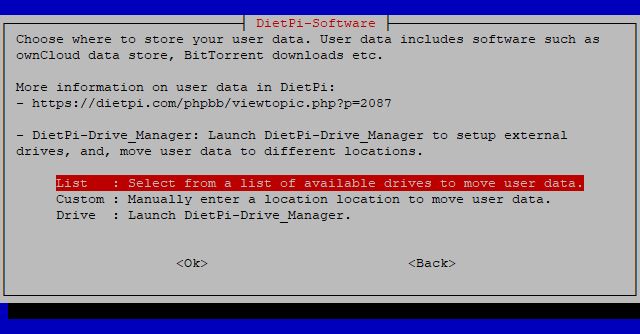 DietPi-Software
Choose where to store your user data. User data includes software such as
ownCloud data store, BitTorrent downloads etc.
More information on user data in DietPi:
- https://dietpi.com/phpbb/viewtopic.php?p=2087
- DietPi-Drive_Manager: Launch DietPi-Drive_Manager to setup external
drives, and, move user data to different locations.
List : Select from a list of available drives to move user data.
Custom : Manually enter a location location to move user data.
Drive : Launch DietPi-Drive_Manager.
<Ok> <Back>